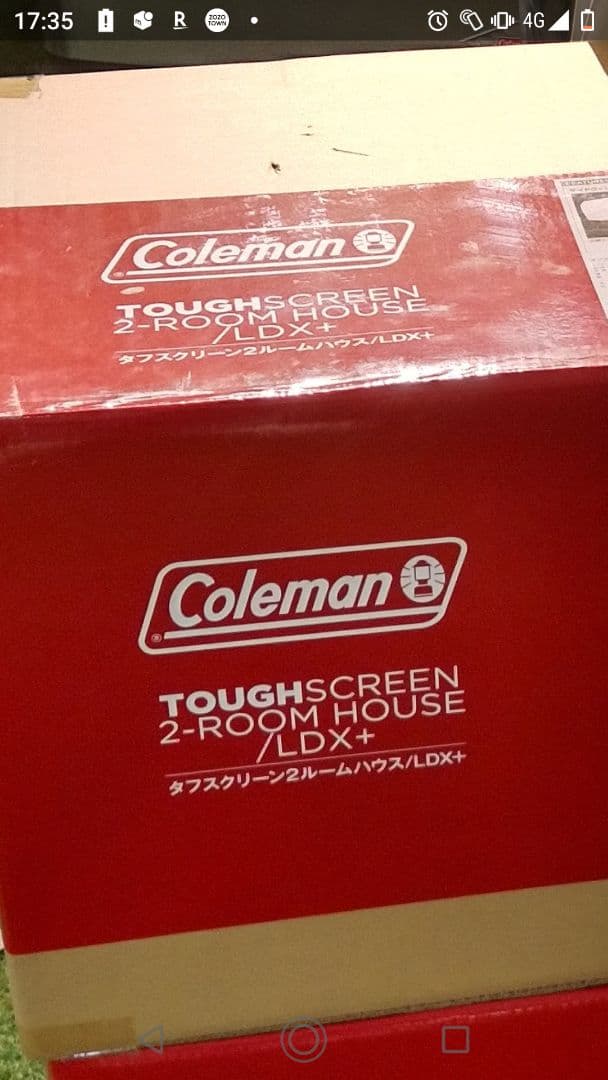 17:35
R
ZOZO
TOWN
4G
Coleman
TOUGHSCREEN
2-ROOM HOUSE
/LDX+
タフスクリーン2ルームハウス/LDX+
Coleman
®
TOUGHSCREEN
2-ROOM HOUSE
/LDX+
タフスクリーン2ルームハウス/LDX+